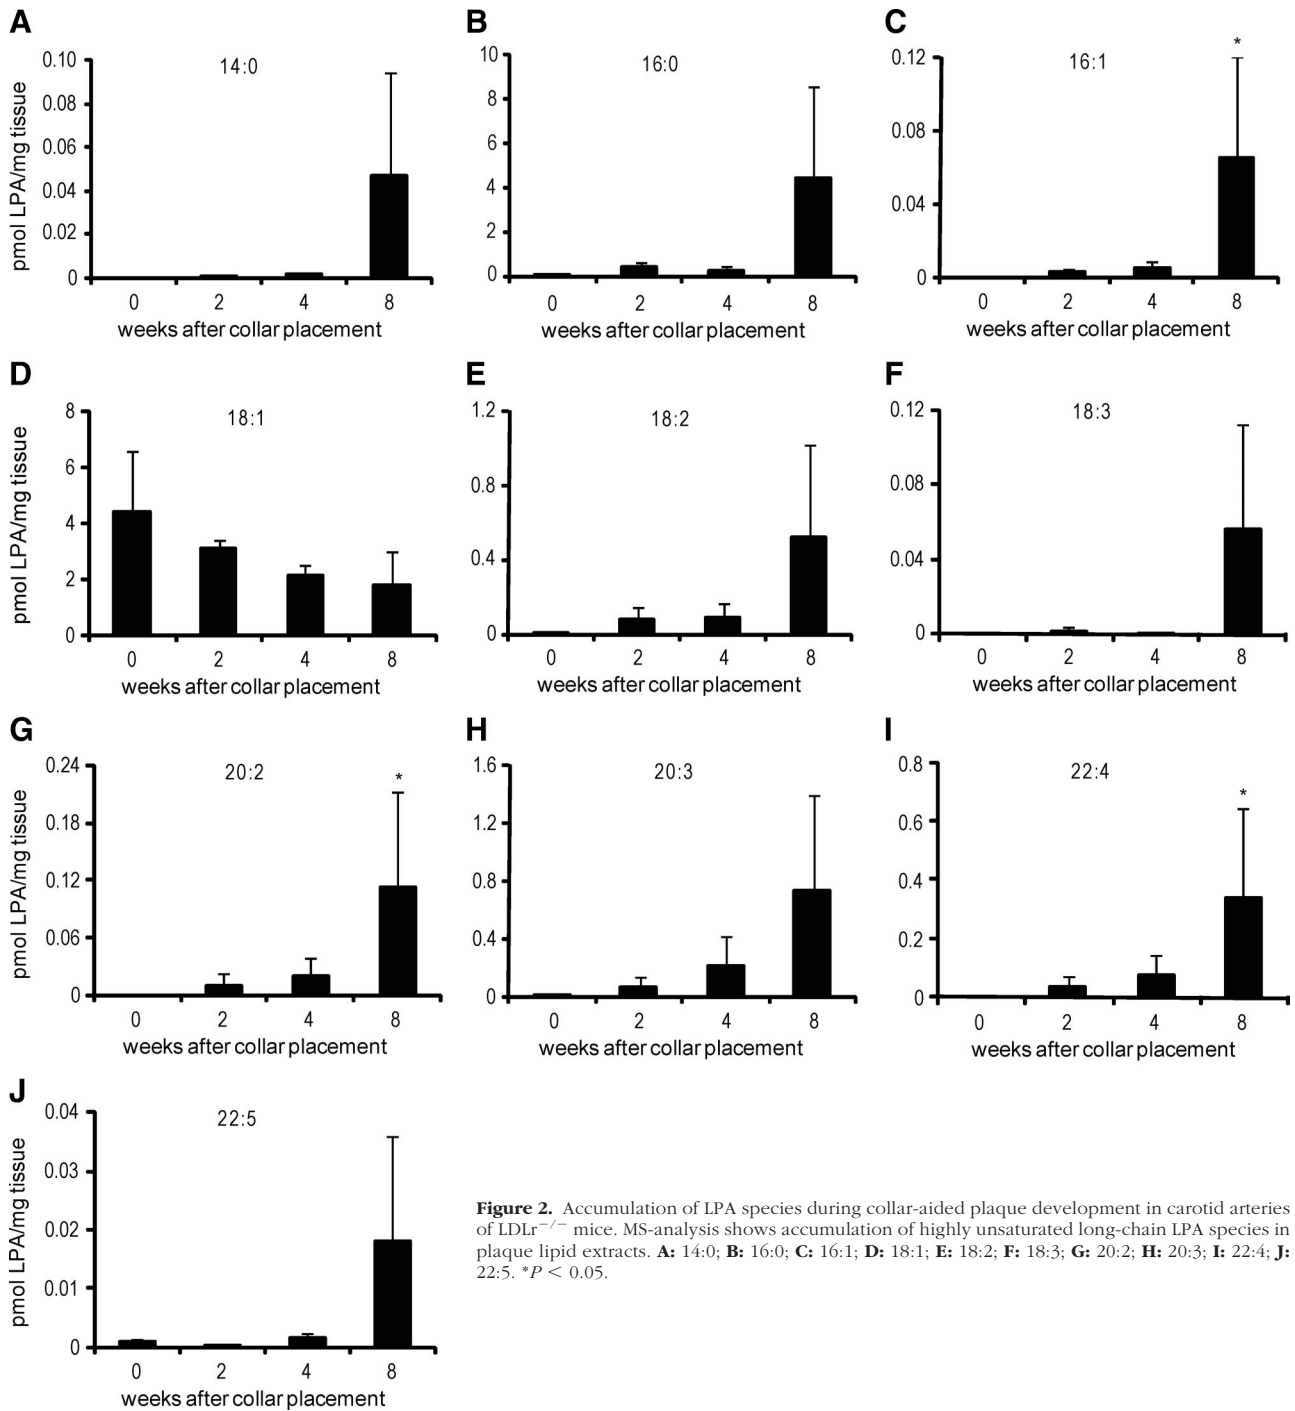 A
14:0
pmol LPA/mg tissue
0.10
0.08
0.06
0.04
0.02
0
0 2 4 8
weeks after collar placement
B
16:0
10
8
6
4
2
0
0 2 4 8
weeks after collar placement
C
*
16:1
0.12
0.08
0.04
0
0 2 4 8
weeks after collar placement
D
18:1
pmol LPA/mg tissue
8
6
4
2
0
0 2 4 8
weeks after collar placement
E
18:2
1.2
0.8
0.4
0
0 2 4 8
weeks after collar placement
F
18:3
0.12
0.08
0.04
0
0 2 4 8
weeks after collar placement
G
20:2
*
pmol LPA/mg tissue
0.24
0.18
0.12
0.06
0
0 2 4 8
weeks after collar placement
H
20:3
1.6
1.2
0.8
0.4
0
0 2 4 8
weeks after collar placement
I
22:4
*
0.8
0.6
0.4
0.2
0
0 2 4 8
weeks after collar placement
J
22:5
pmol LPA/mg tissue
0.04
0.03
0.02
0.01
0
0 2 4 8
weeks after collar placement
Figure 2. Accumulation of LPA species during collar-aided plaque development in carotid arteries
of LDLr−/− mice. MS-analysis shows accumulation of highly unsaturated long-chain LPA species in
plaque lipid extracts. A: 14:0; B: 16:0; C: 16:1; D: 18:1; E: 18:2; F: 18:3; G: 20:2; H: 20:3; I: 22:4; J:
22:5. *P < 0.05.